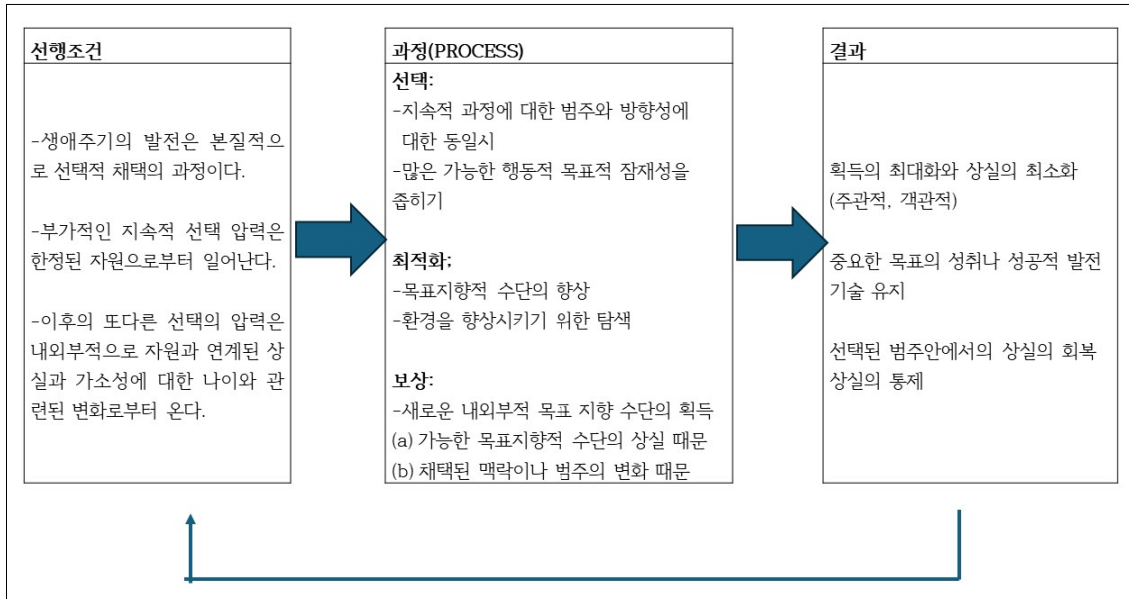 선행조건
-생애주기의 발전은 본질적으
로 선택적 채택의 과정이다.
-부가적인 지속적 선택 압력은
한정된 자원으로부터 일어난다.
-이후의 또다른 선택의 압력은
내외부적으로 자원과 연계된 상
실과 가소성에 대한 나이와 관
련된 변화로부터 온다.
과정(PROCESS)
선택:
-지속적 과정에 대한 범주와 방향성에
대한 동일시
-많은 가능한 행동적 목표적 잠재성을
좁히기
최적화;
-목표지향적 수단의 향상
-환경을 향상시키기 위한 탐색
보상:
-새로운 내외부적 목표 지향 수단의 획득
(a) 가능한 목표지향적 수단의 상실 때문
(b) 채택된 맥락이나 범주의 변화 때문
결과
획득의 최대화와 상실의 최소화
(주관적, 객관적)
중요한 목표의 성취나 성공적 발전
기술 유지
선택된 범주안에서의 상실의 회복
상실의 통제